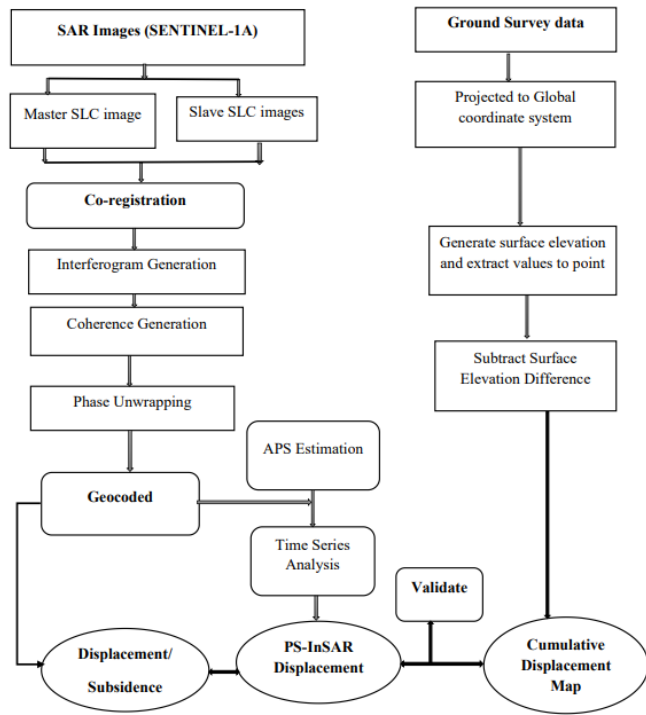 SAR Images (SENTINEL-1A)
Master SLC image
Slave SLC images
Co-registration
Interferogram Generation
Coherence Generation
Phase Unwrapping
Geocoded
APS Estimation
Time Series
Analysis
Displacement/
Subsidence
PS-InSAR
Displacement
Validate
Ground Survey data
Projected to Global
coordinate system
Generate surface elevation
and extract values to point
Subtract Surface
Elevation Difference
Cumulative
Displacement
Map